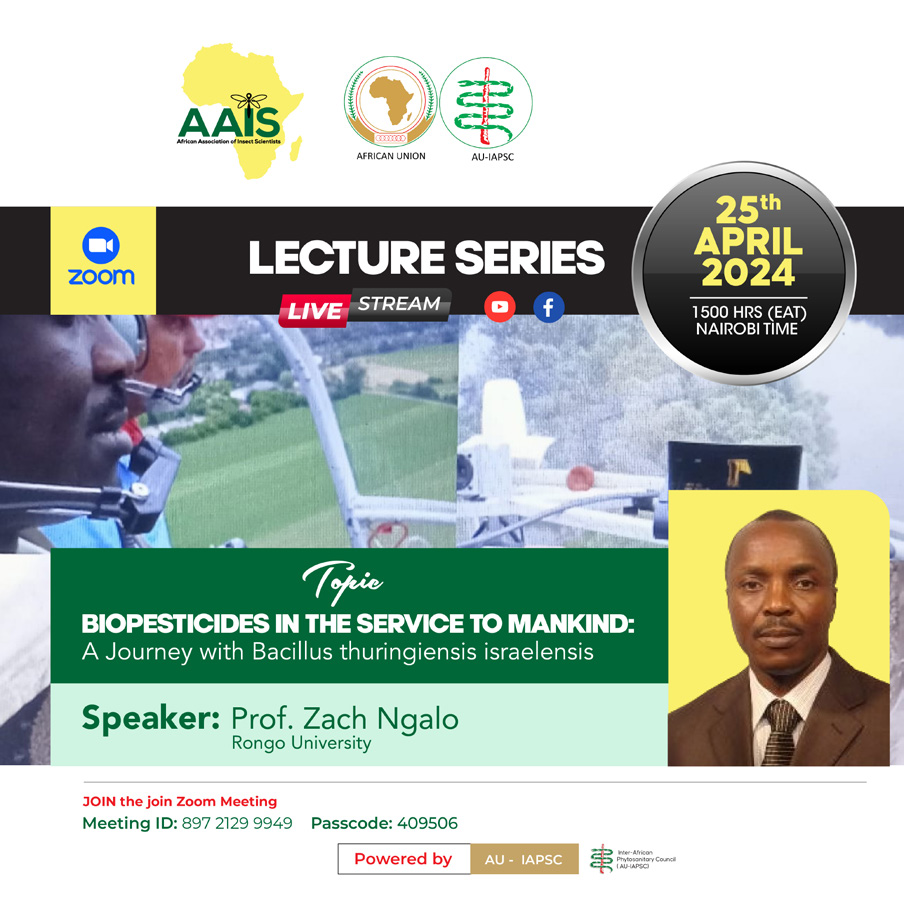 AAIS
African Association of Insect Scientists
AFRICAN UNION
AU-IAPSC
zoom
LECTURE SERIES
LIVE STREAM
25th
APRIL
2024
1500 HRS (EAT)
NAIROBI TIME
Topic
BIOPESTICIDES IN THE SERVICE TO MANKIND:
A Journey with Bacillus thuringiensis israelensis
Speaker: Prof. Zach Ngalo
Rongo University
JOIN the join Zoom Meeting
Meeting ID: 897 2129 9949 Passcode: 409506
Powered by AU - IAPSC
Inter-African
Phytosanitary Council
( AU-IAPSC)